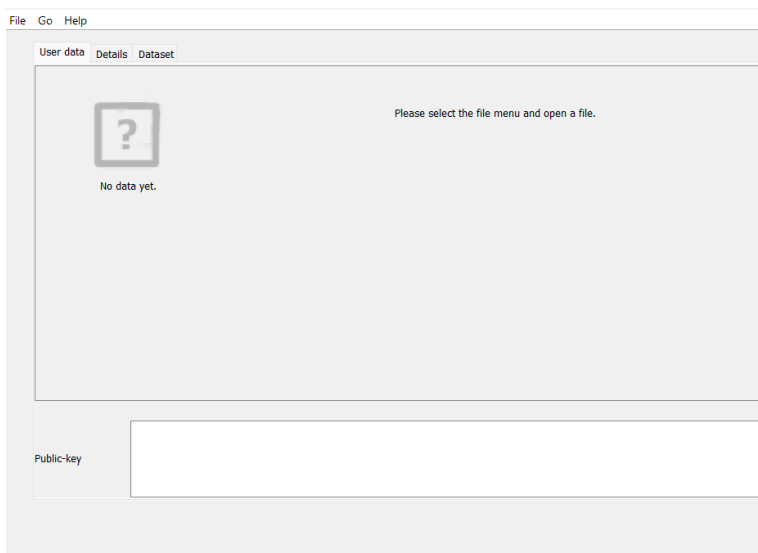 File Go Help
User data Details Dataset
?
Please select the file menu and open a file.
No data yet.
Public-key